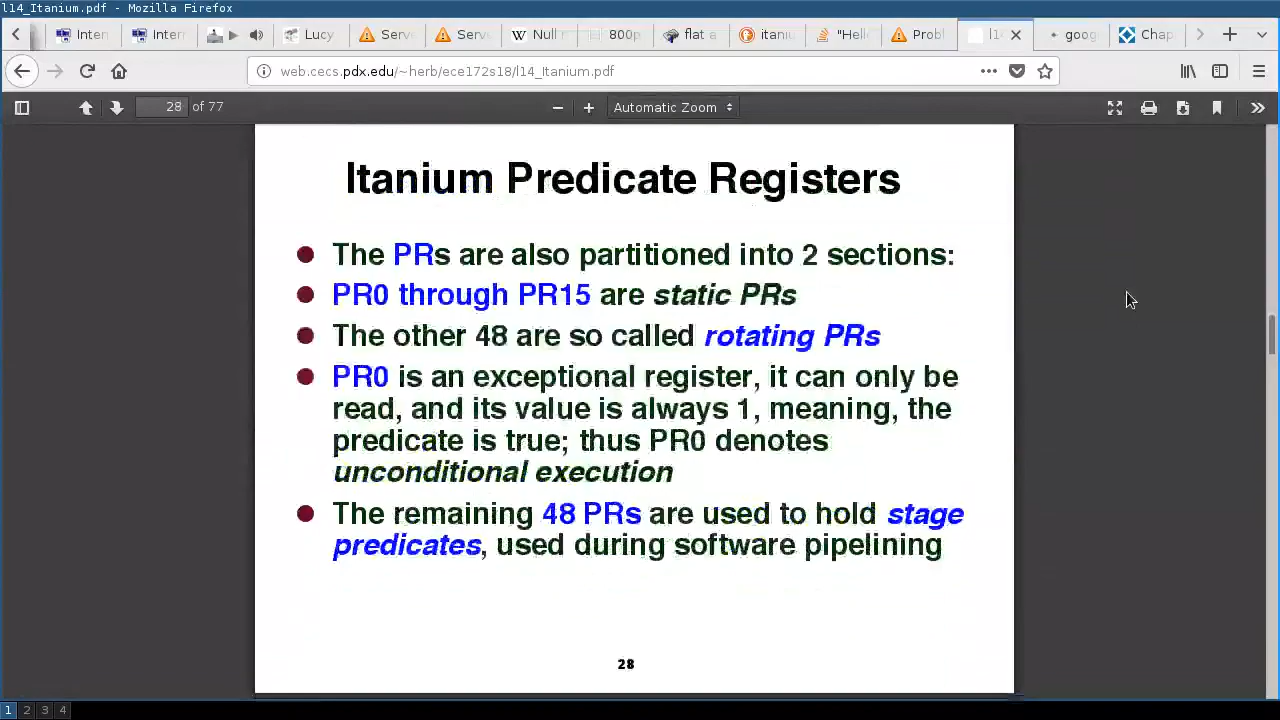 l14_Itanium.pdf - Mozilla Firefox
Inter Inter Lucy Serve Serve Null 800p flat a itaniu "Hello Probl l1 goog Chap
web.cecs.pdx.edu/~herb/ece172s18/l14_Itanium.pdf
28 of 77 Automatic Zoom
Itanium Predicate Registers
The PRs are also partitioned into 2 sections:
PR0 through PR15 are static PRs
The other 48 are so called rotating PRs
PR0 is an exceptional register, it can only be
read, and its value is always 1, meaning, the
predicate is true; thus PR0 denotes
unconditional execution
The remaining 48 PRs are used to hold stage
predicates, used during software pipelining
28
1 2 3 4